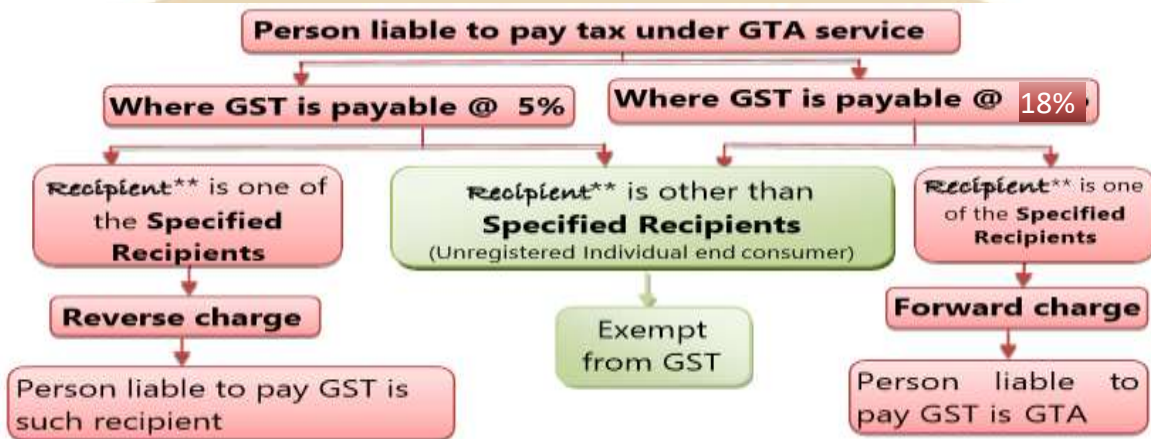 Person liable to pay tax under GTA service
Where GST is payable @ 5%
Where GST is payable @ 18%
Recipient** is one of
the Specified
Recipients
Recipient** is other than
Specified Recipients
(Unregistered Individual end consumer)
Recipient** is one
of the Specified
Recipients
Reverse charge
Exempt
from GST
Forward charge
Person liable to pay GST is
such recipient
Person liable to
pay GST is GTA